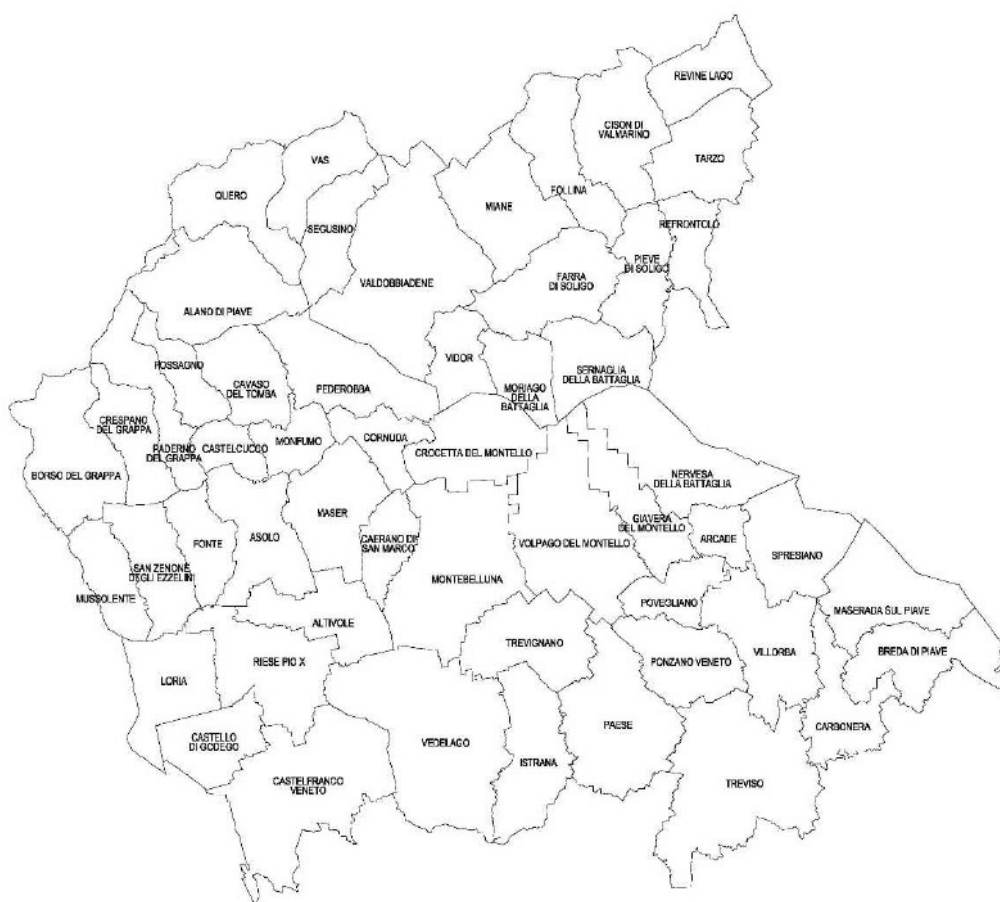 REVINE LAGO
CISON DI
VALMARINO
TARZO
VAS
QUERO
FOLLINA
MIANE
SEGUSINO
REFRONTOLO
PIEVE
DI SOLIGO
FARRA
DI SOLIGO
VALDOBBIADENE
ALANO DI PIAVE
VIDOR
SERNAGLIA
DELLA BATTAGLIA
POSSAGNO
CAVASO
DEL TOMBA
PEDEROBBA
MORIAGO
DELLA
BATTAGLIA
CRESPANO
DEL GRAPPA
MONFUMO
CORNUDA
PADERNO
DEL GRAPPA
CASTELCUCCO
CROCETTA DEL MONTELLO
BORSO DEL GRAPPA
NERVESA
DELLA BATTAGLIA
MASER
GIAVERA
DEL MONTELLO
FONTE
ASOLO
CAERANO DI
SAN MARCO
VOLPAGO DEL MONTELLO
ARCADE
SPRESIANO
SAN ZENONE
DEGLI EZZELINI
MONTEBELLUNA
MUSSOLENTE
POVEGLIANO
MASERADA SUL PIAVE
ALTIVOLE
TREVIGNANO
RIESE PIO X
PONZANO VENETO
VILLORBA
BREDA DI PIAVE
LORIA
PAESE
CARBONERA
CASTELLO
DI GODEGO
VEDELAGO
ISTRANA
CASTELFRANCO
VENETO
TREVISO